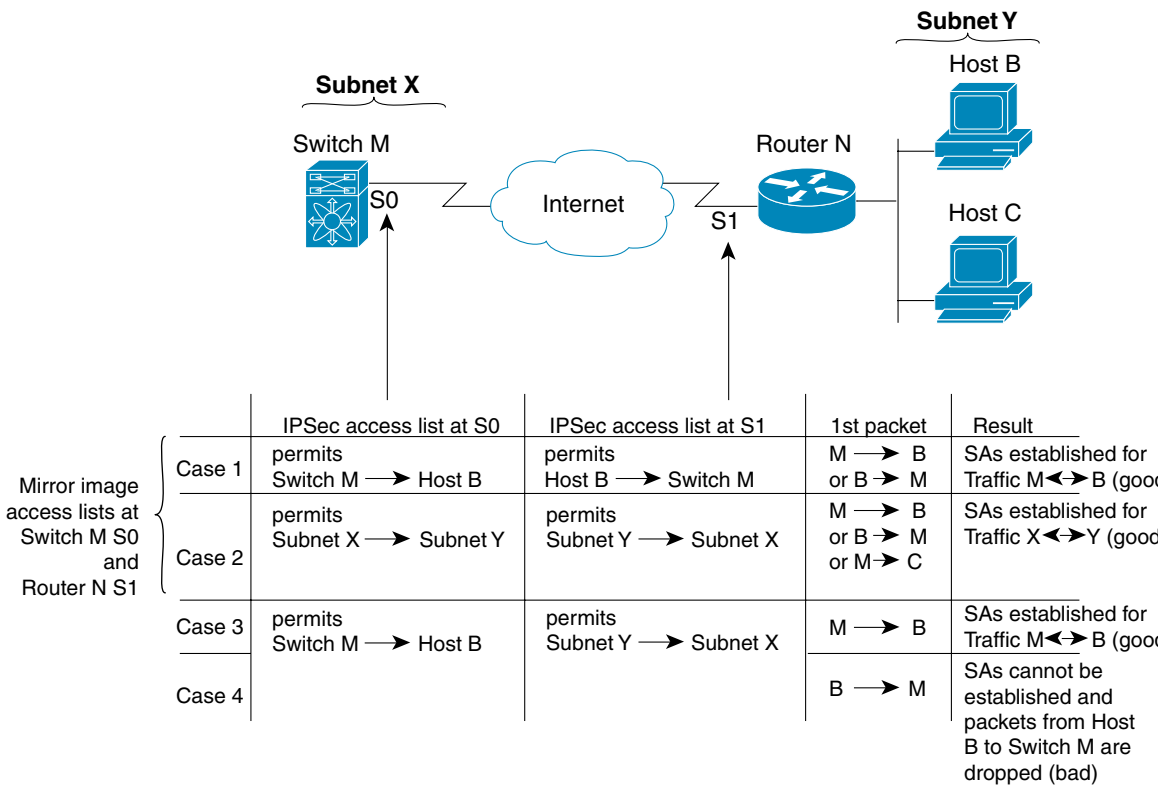 Subnet Y
Host B
Subnet X
Switch M
Router N
S0
Internet
S1
Host C
IPSec access list at S0
IPSec access list at S1
1st packet
Result
Mirror image
access lists at
Switch M S0
and
Router N S1
Case 1
permits
Switch M → Host B
permits
Host B → Switch M
M → B
or B → M
SAs established for
Traffic M ↔ B (good
Case 2
permits
Subnet X → Subnet Y
permits
Subnet Y → Subnet X
M → B
or B → M
or M → C
SAs established for
Traffic X ↔ Y (good
Case 3
permits
Switch M → Host B
permits
Subnet Y → Subnet X
M → B
SAs established for
Traffic M ↔ B (good
Case 4
B → M
SAs cannot be
established and
packets from Host
B to Switch M are
dropped (bad)